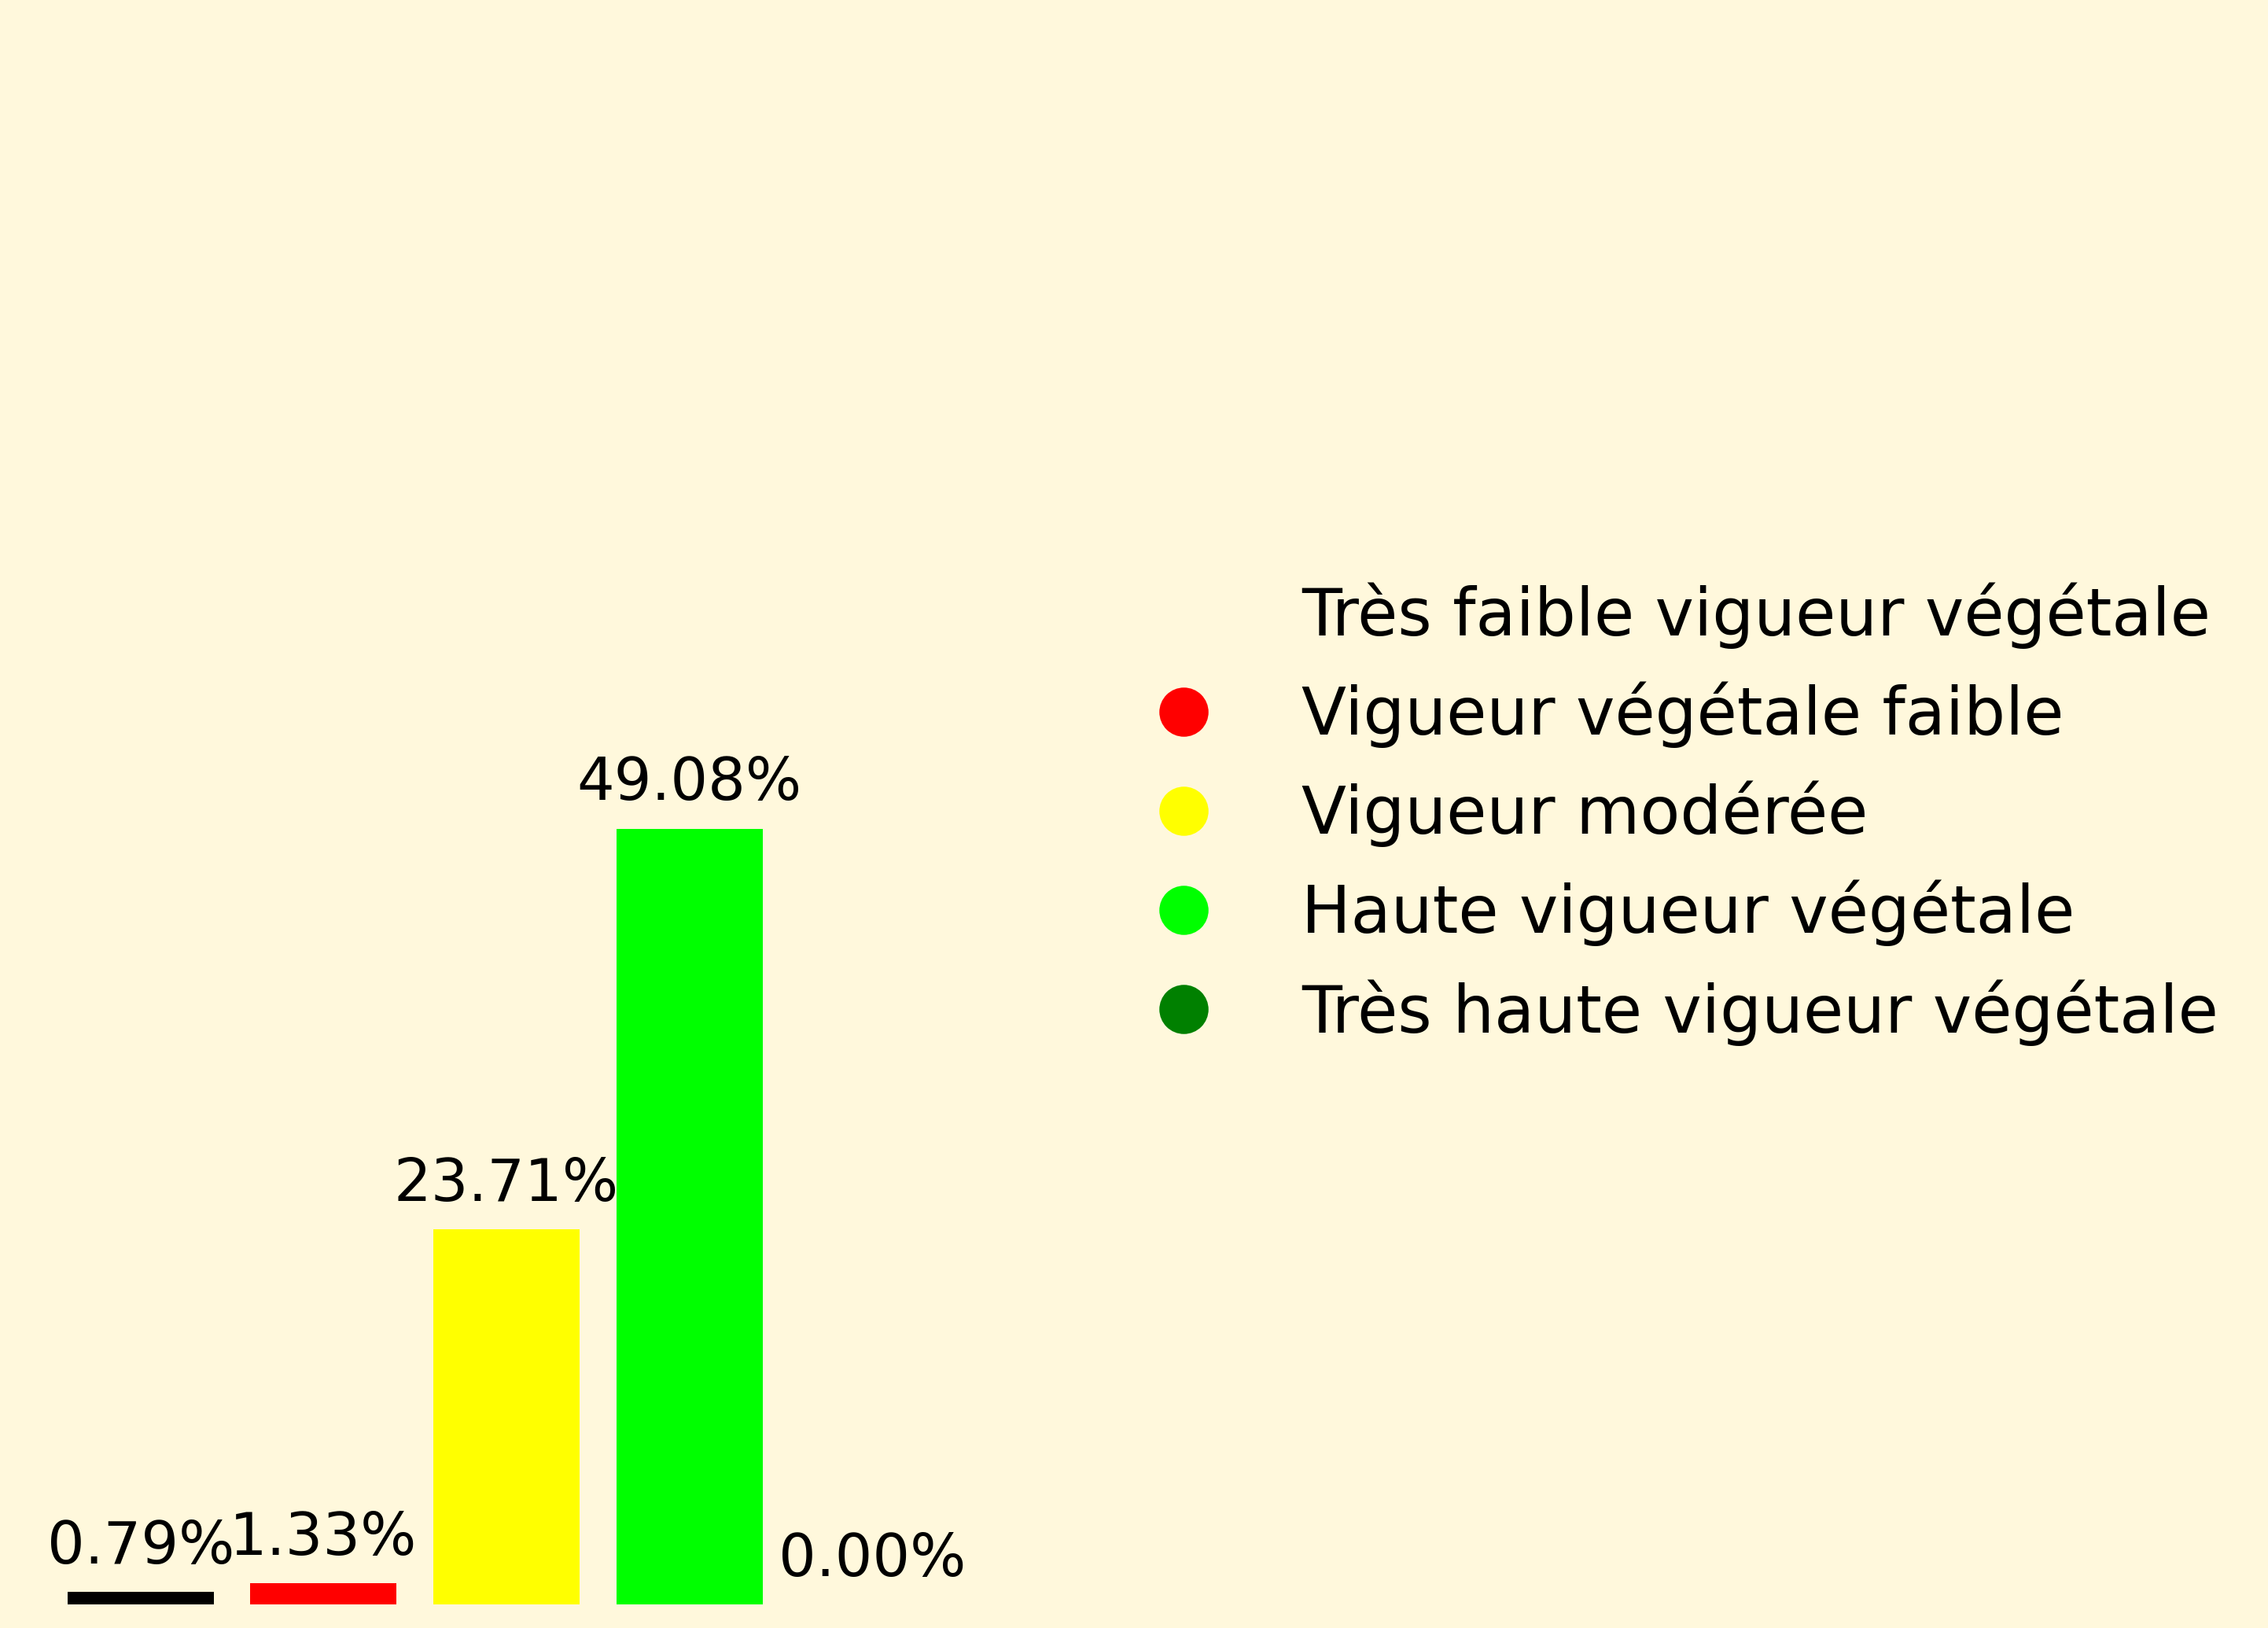 Très faible vigueur végétale
Vigueur végétale faible
Vigueur modérée
Haute vigueur végétale
Très haute vigueur végétale
49.08%
23.71%
0.79%
1.33%
0.00%